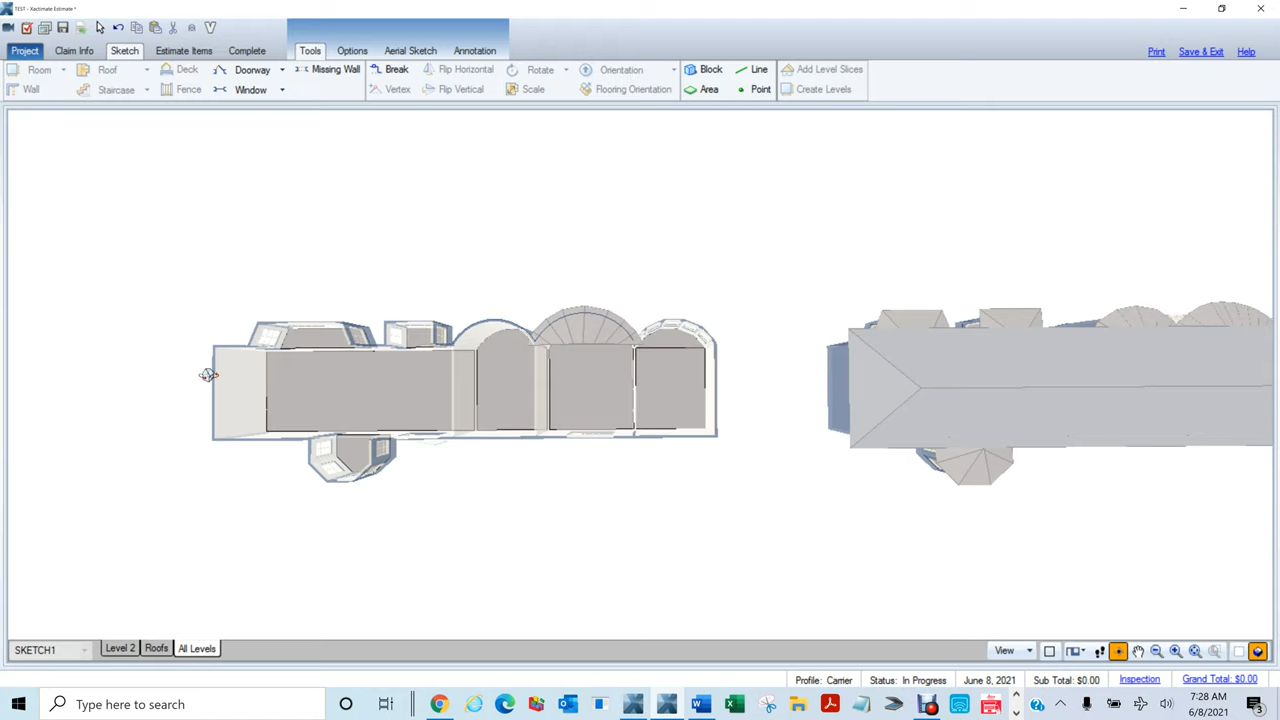 TEST - Xactimate Estimate *
Project Claim Info Sketch Estimate Items Complete Tools Options Aerial Sketch Annotation Print Save & Exit Help
Room Roof Deck Doorway Missing Wall Break Flip Horizontal Rotate Orientation Block Line Add Level Slices
Wall Staircase Fence Window Vertex Flip Vertical Scale Flooring Orientation Area Point Create Levels
SKETCH1 Level 2 Roofs All Levels View
Profile: Carrier Status: In Progress June 8, 2021 Sub Total: $0.00 Inspection Grand Total: $0.00
Type here to search
7:28 AM
6/8/2021
3